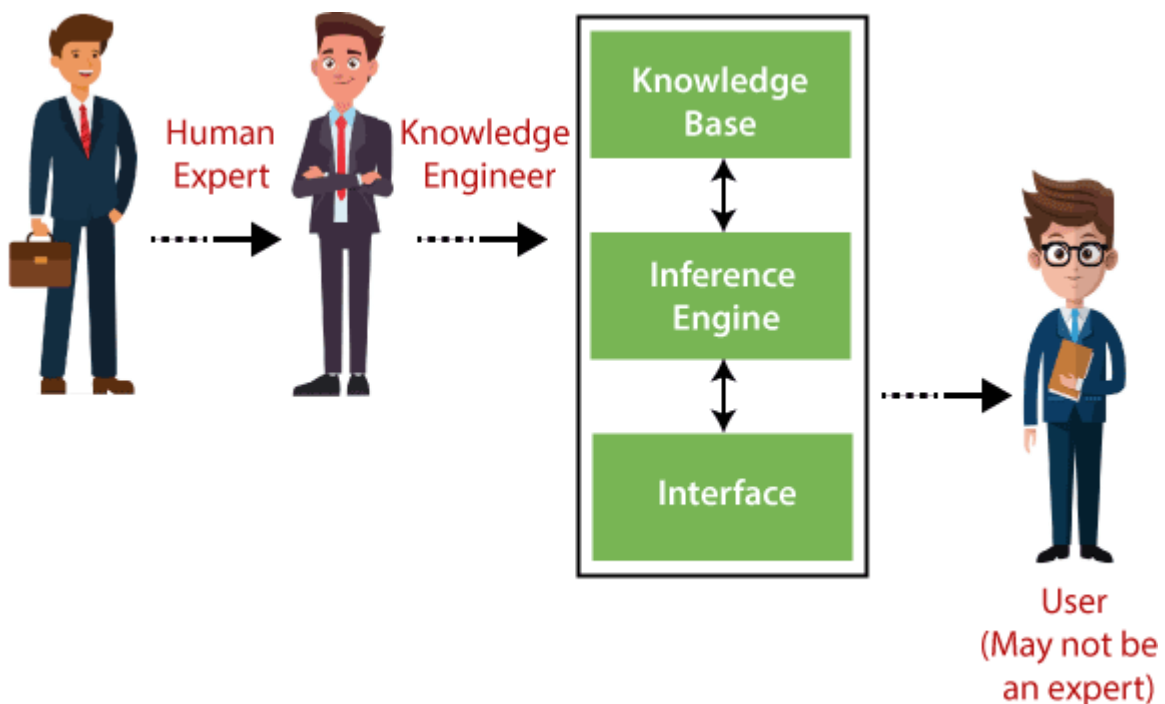 Human
Expert
Knowledge
Engineer
Knowledge
Base
Inference
Engine
Interface
User
(May not be
an expert)